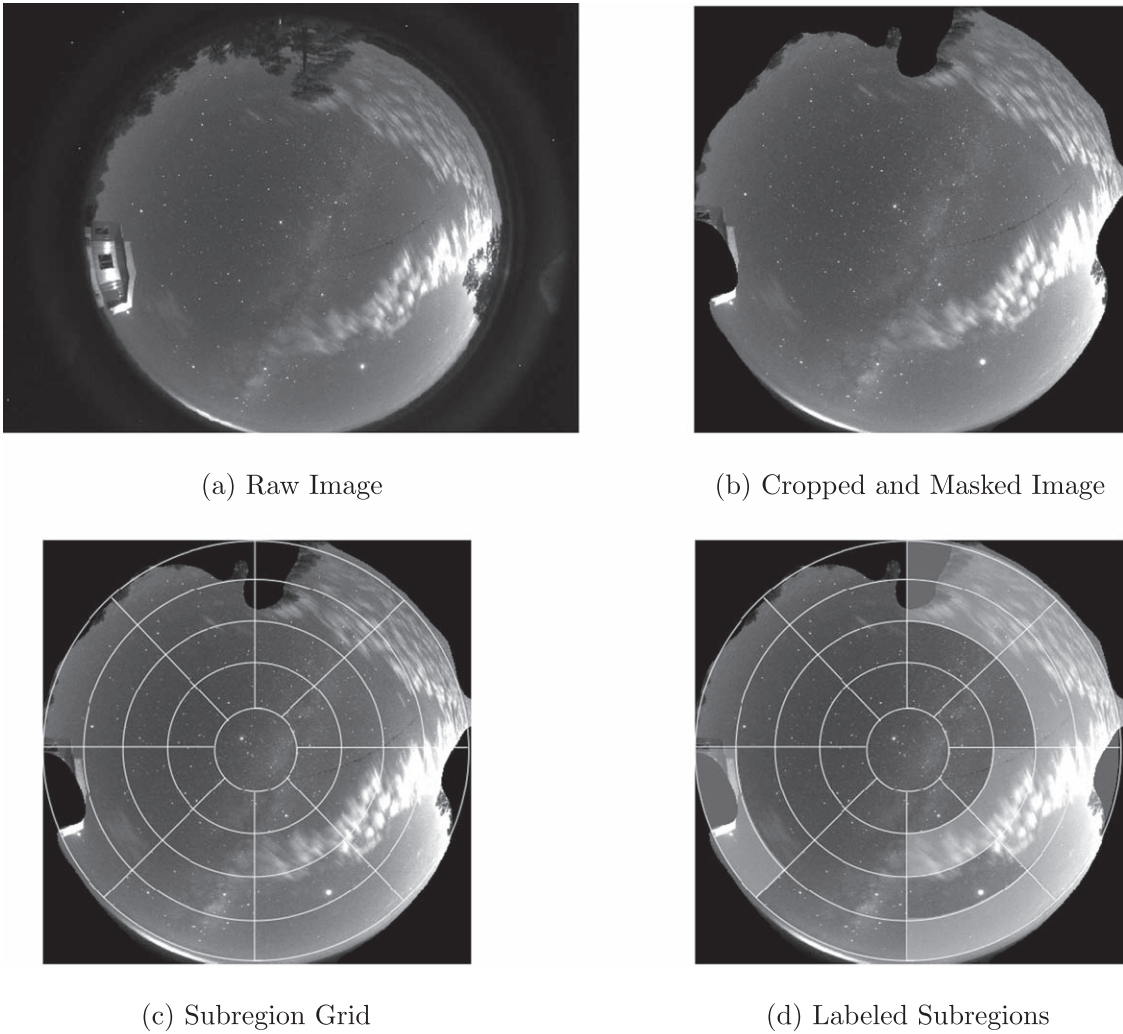 (a) Raw Image
(b) Cropped and Masked Image
(c) Subregion Grid
(d) Labeled Subregions